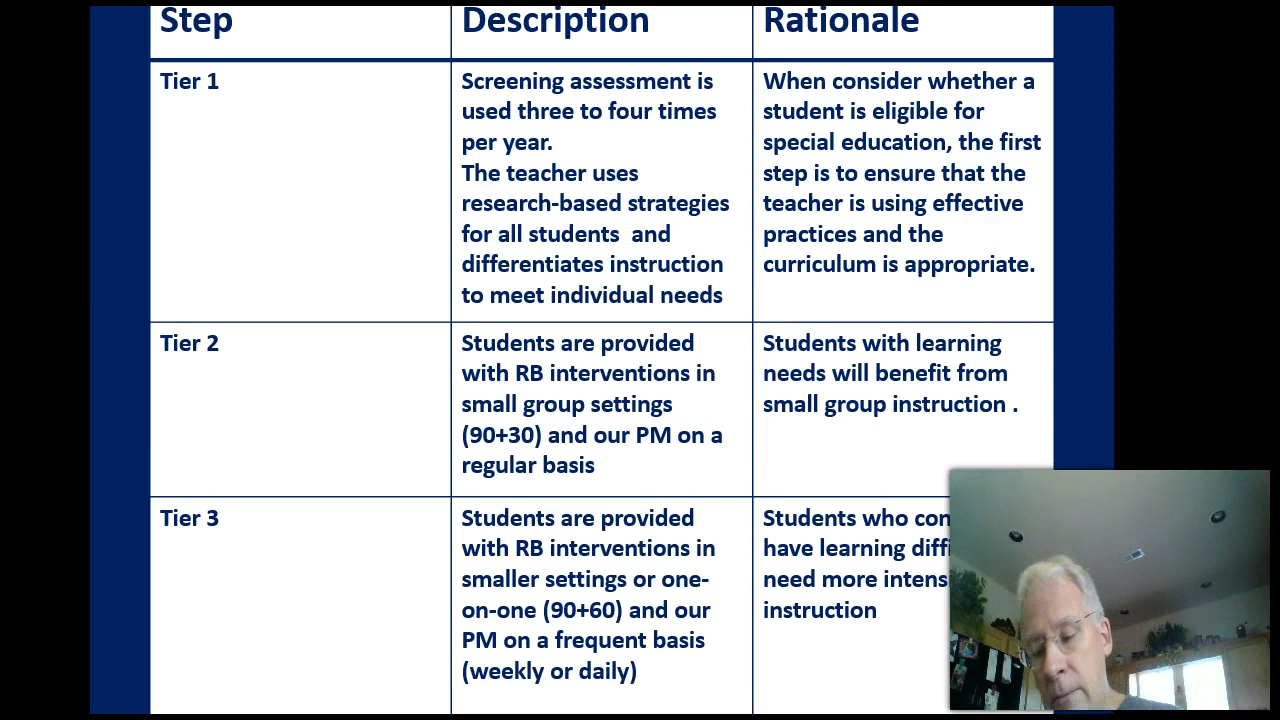 Step
Description
Rationale
Tier 1
Screening assessment is
used three to four times
per year.
The teacher uses
research-based strategies
for all students  and
differentiates instruction
to meet individual needs
When consider whether a
student is eligible for
special education, the first
step is to ensure that the
teacher is using effective
practices and the
curriculum is appropriate.
Tier 2
Students are provided
with RB interventions in
small group settings
(90+30) and our PM on a
regular basis
Students with learning
needs will benefit from
small group instruction .
Tier 3
Students are provided
with RB interventions in
smaller settings or one-
on-one (90+60) and our
PM on a frequent basis
(weekly or daily)
Students who
have learning
need more
instruction